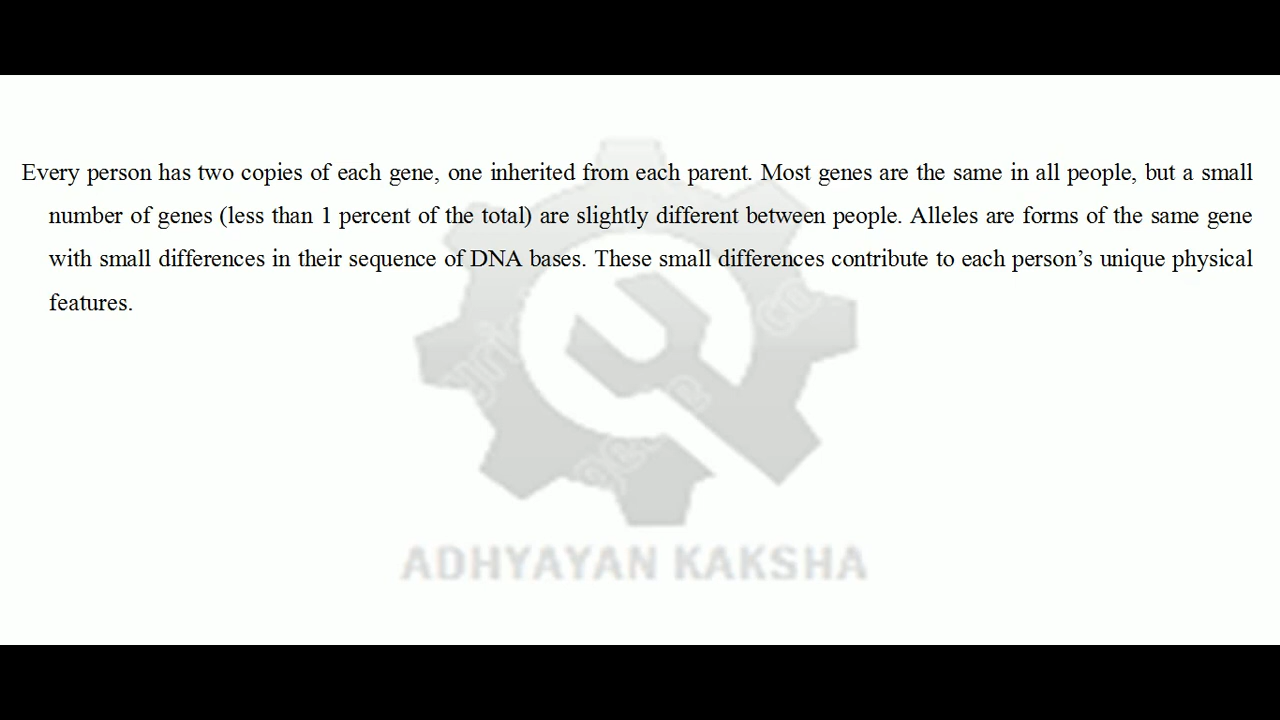 Every person has two copies of each gene, one inherited from each parent. Most genes are the same in all people, but a small
number of genes (less than 1 percent of the total) are slightly different between people. Alleles are forms of the same gene
with small differences in their sequence of DNA bases. These small differences contribute to each person’s unique physical
features.
ADHYAYAN KAKSHA